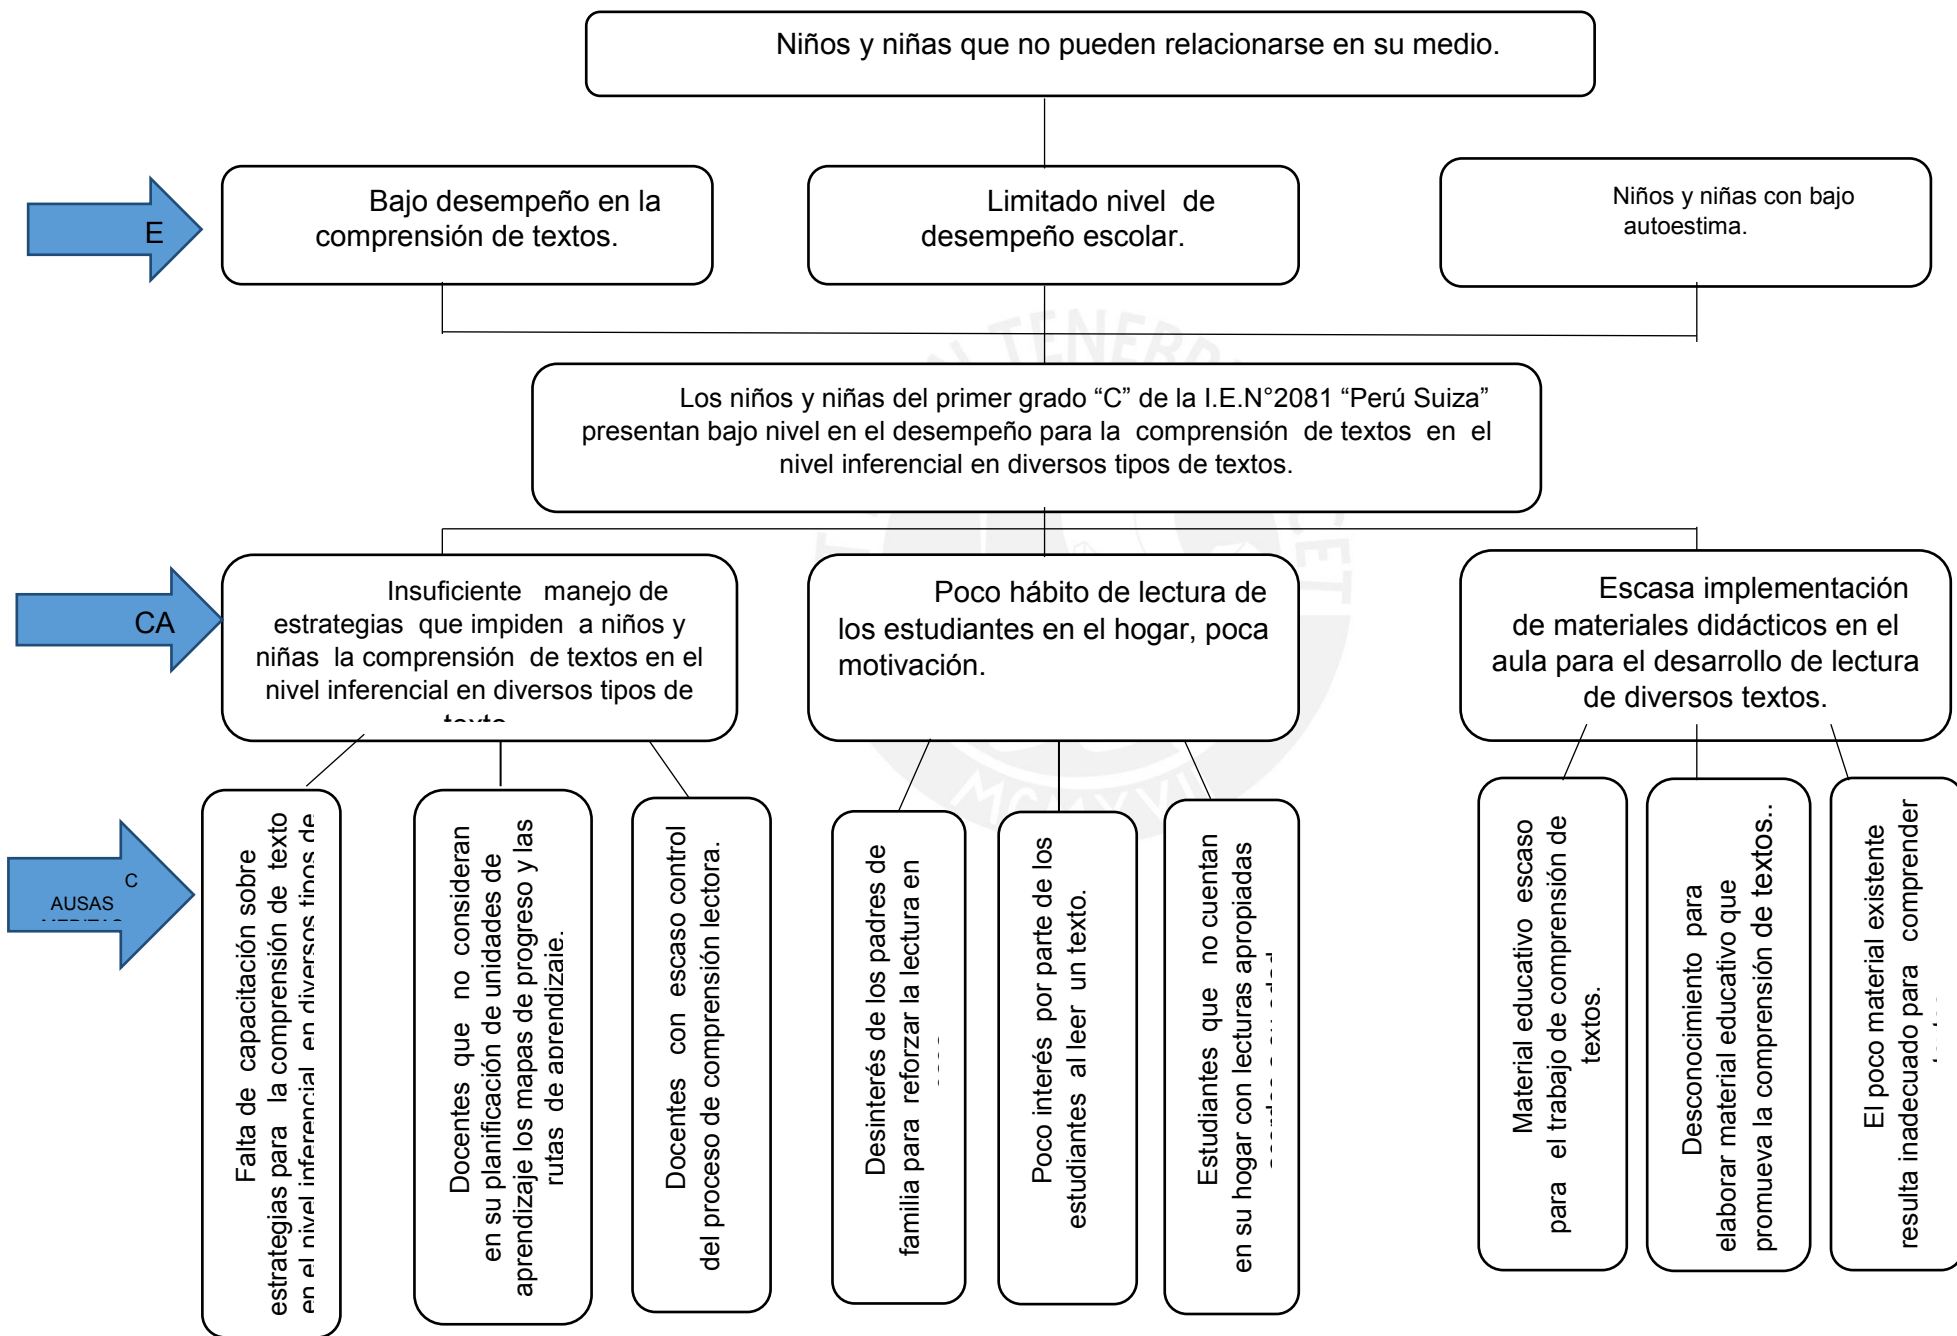 Niños y niñas que no pueden relacionarse en su medio.
E
Bajo desempeño en la
comprensión de textos.
Limitado nivel de
desempeño escolar.
Niños y niñas con bajo
autoestima.
Los niños y niñas del primer grado “C” de la I.E.N°2081 “Perú Suiza”
presentan bajo nivel en el desempeño para la comprensión de textos en el
nivel inferencial en diversos tipos de textos.
CA
Insuficiente manejo de
estrategias que impiden a niños y
niñas la comprensión de textos en el
nivel inferencial en diversos tipos de
Poco hábito de lectura de
los estudiantes en el hogar, poca
motivación.
Escasa implementación
de materiales didácticos en el
aula para el desarrollo de lectura
de diversos textos.
C
AUSAS
Falta de capacitación sobre
estrategias para la comprensión de texto
en el nivel inferencial en diversos tipos de
Docentes que no consideran
en su planificación de unidades de
aprendizaje los mapas de progreso y las
rutas de aprendizaje.
Docentes con escaso control
del proceso de comprensión lectora.
Desinterés de los padres de
familia para reforzar la lectura en
Poco interés por parte de los
estudiantes al leer un texto.
Estudiantes que no cuentan
en su hogar con lecturas apropiadas
Material educativo escaso
para el trabajo de comprensión de
textos.
Desconocimiento para
elaborar material educativo que
promueva la comprensión de textos..
El poco material existente
resulta inadecuado para comprender
MCMXVII